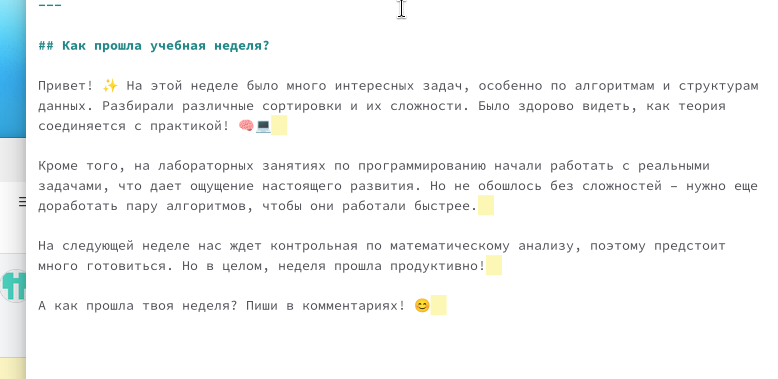 ---
## Как прошла учебная неделя?
Привет! ✨ На этой неделе было много интересных задач, особенно по алгоритмам и структурам
данных. Разбирали различные сортировки и их сложности. Было здорово видеть, как теория
соединяется с практикой! 🧠💻
Кроме того, на лабораторных занятиях по программированию начали работать с реальными
задачами, что дает ощущение настоящего развития. Но не обошлось без сложностей – нужно еще
доработать пару алгоритмов, чтобы они работали быстрее.
На следующей неделе нас ждет контрольная по математическому анализу, поэтому предстоит
много готовиться. Но в целом, неделя прошла продуктивно!
А как прошла твоя неделя? Пиши в комментариях! 😊